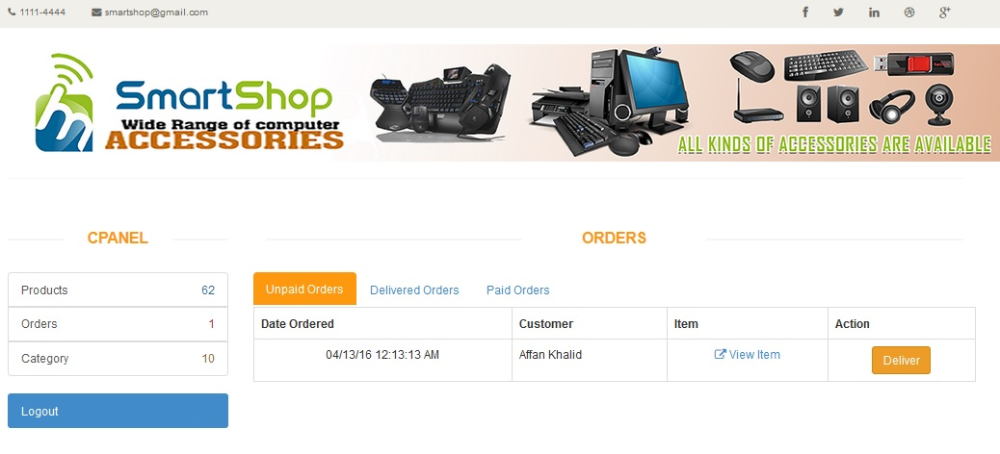 1111-4444 smartshop@gmail.com
SmartShop
Wide Range of computer
ACCESSORIES
ALL KINDS OF ACCESSORIES ARE AVAILABLE
CPANEL
Products 62
Orders 1
Category 10
Logout
ORDERS
Unpaid Orders Delivered Orders Paid Orders
Date Ordered Customer Item Action
04/13/16 12:13:13 AM Affan Khalid View Item Deliver